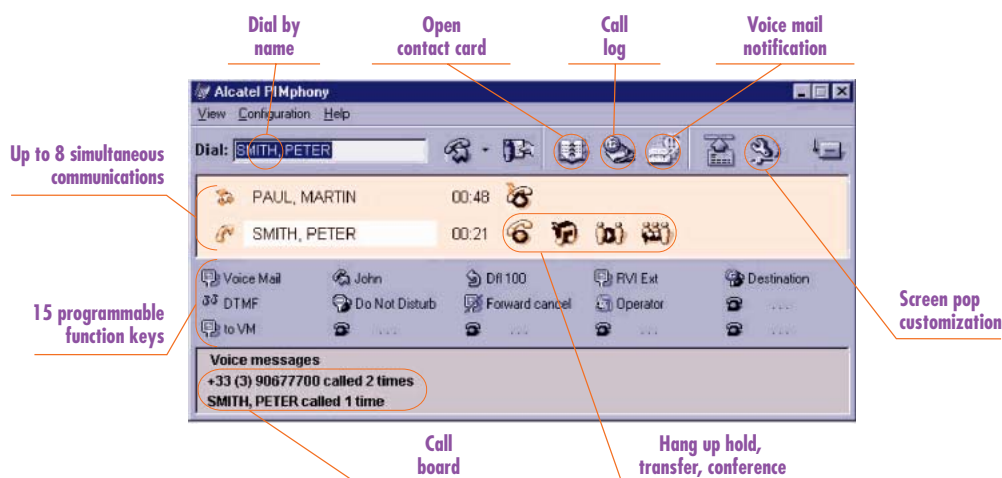 Dial by
name
Open
contact card
Call
log
Voice mail
notification
Alcatel PIMphony
View Configuration Help
Dial: SMITH, PETER
Up to 8 simultaneous
communications
PAUL, MARTIN 00:48
SMITH, PETER 00:21
Voice Mail John Dfl 100 RVI Ext Destination
DTMF Do Not Disturb Forward cancel Operator ...
to VM ... ... ... ...
15 programmable
function keys
Screen pop
customization
Voice messages
+33 (3) 90677700 called 2 times
SMITH, PETER called 1 time
Call
board
Hang up hold,
transfer, conference